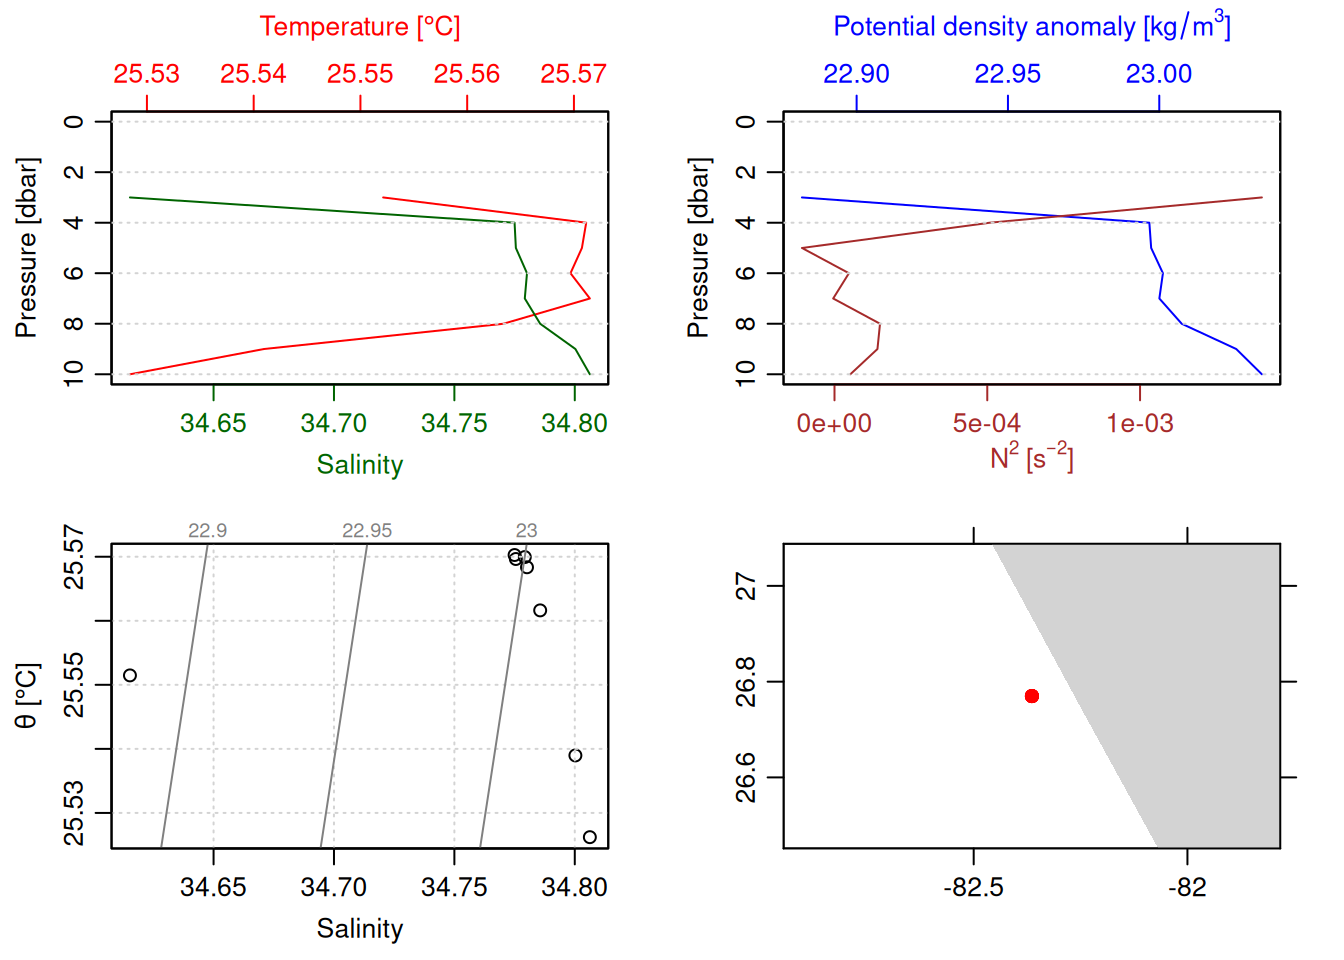 Temperature [°C]
25.53 25.54 25.55 25.56 25.57
Pressure [dbar]
0 2 4 6 8 10
34.65 34.70 34.75 34.80
Salinity
Potential density anomaly [kg/m³]
22.90 22.95 23.00
Pressure [dbar]
0 2 4 6 8 10
0e+00 5e-04 1e-03
N² [s⁻²]
22.9 22.95 23
θ [°C]
25.53 25.55 25.57
34.65 34.70 34.75 34.80
Salinity
26.6 26.8 27
-82.5 -82